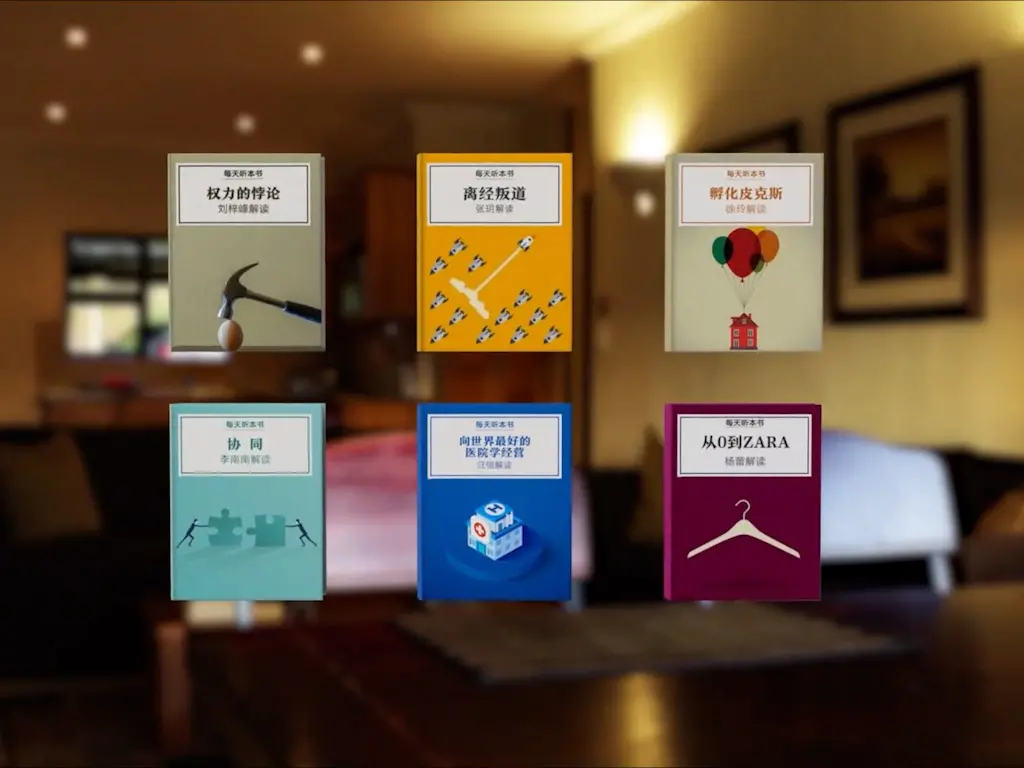 每天听本书
权力的悖论
刘梓峰解读
每天听本书
离经叛道
张玥解读
每天听本书
孵化皮克斯
徐玲解读
每天听本书
协 同
李南南解读
每天听本书
向世界最好的
医院学经营
每天听本书
从0到ZARA
杨蕾解读